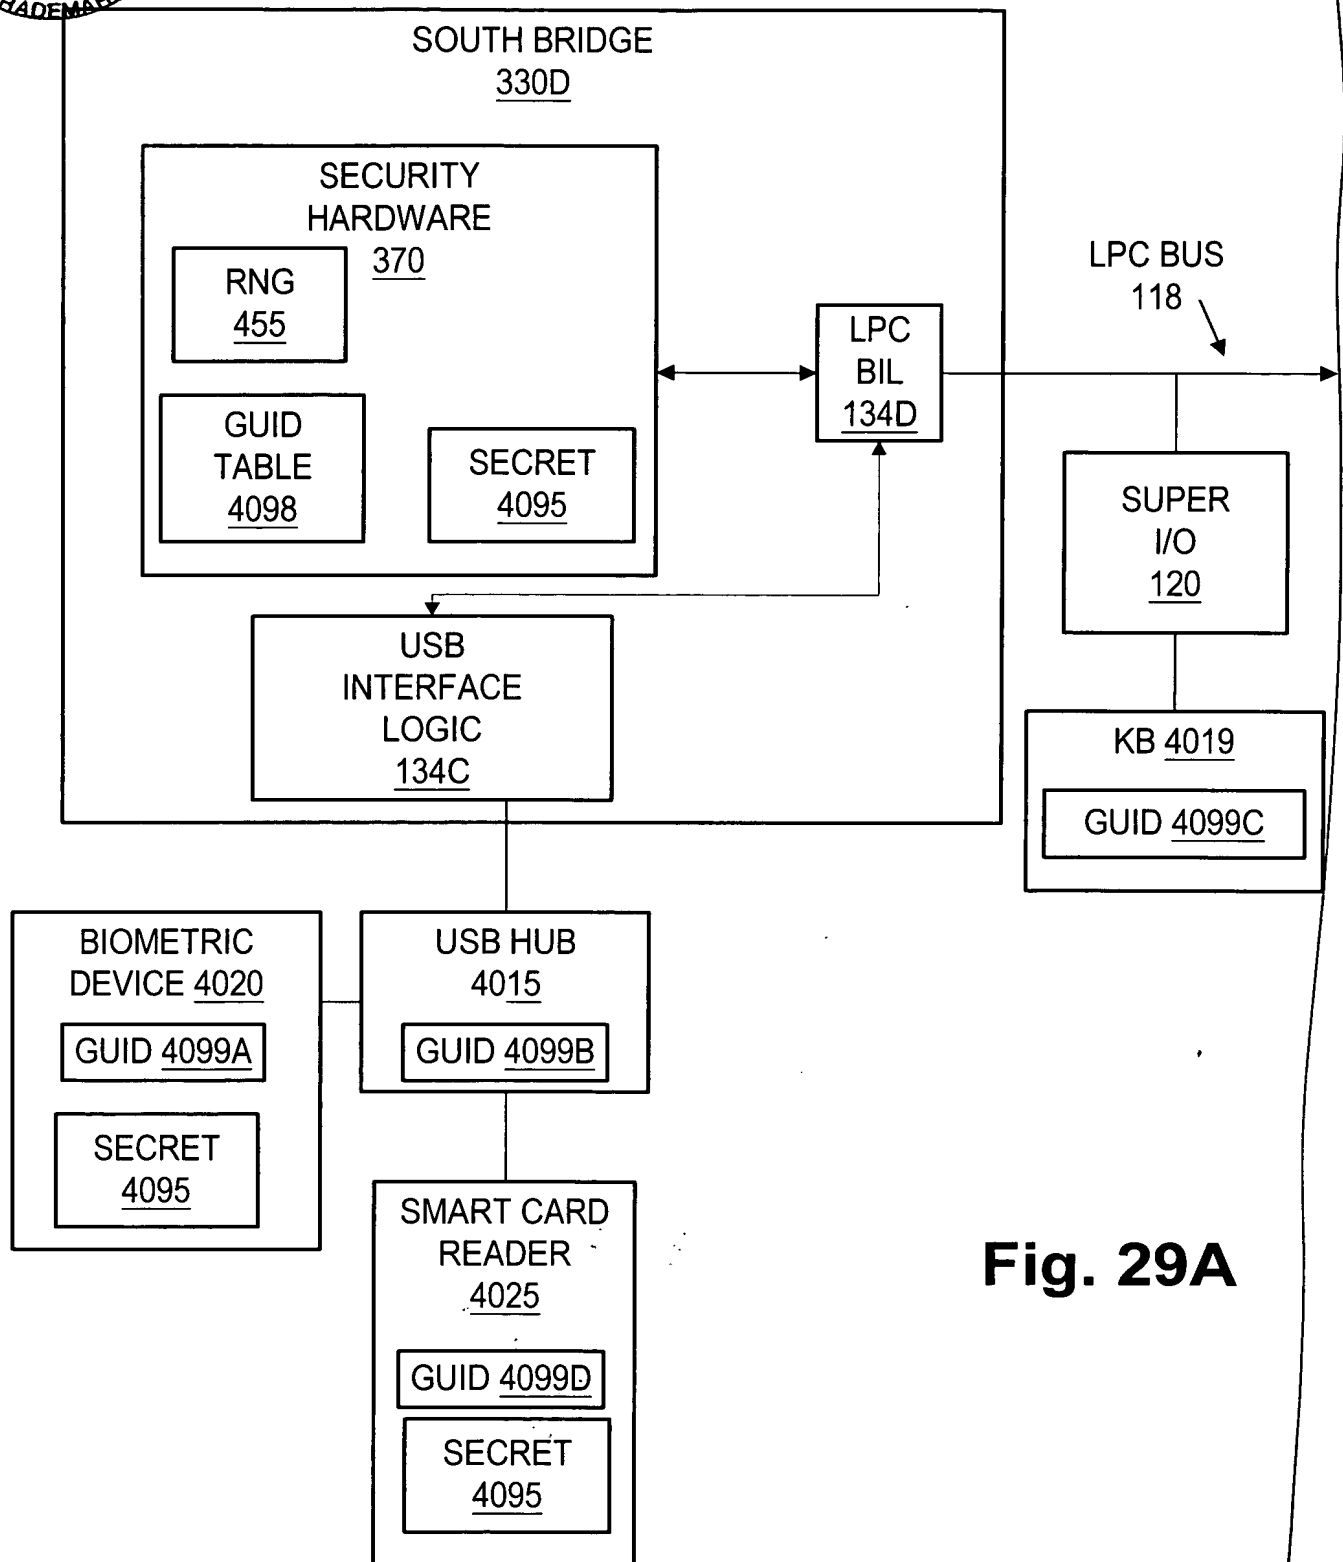 SOUTH BRIDGE
330D
SECURITY
HARDWARE
370
RNG
455
GUID
TABLE
4098
SECRET
4095
LPC
BIL
134D
LPC BUS
118
SUPER
I/O
120
KB 4019
GUID 4099C
USB
INTERFACE
LOGIC
134C
BIOMETRIC
DEVICE 4020
GUID 4099A
SECRET
4095
USB HUB
4015
GUID 4099B
SMART CARD
READER
4025
GUID 4099D
SECRET
4095
Fig. 29A